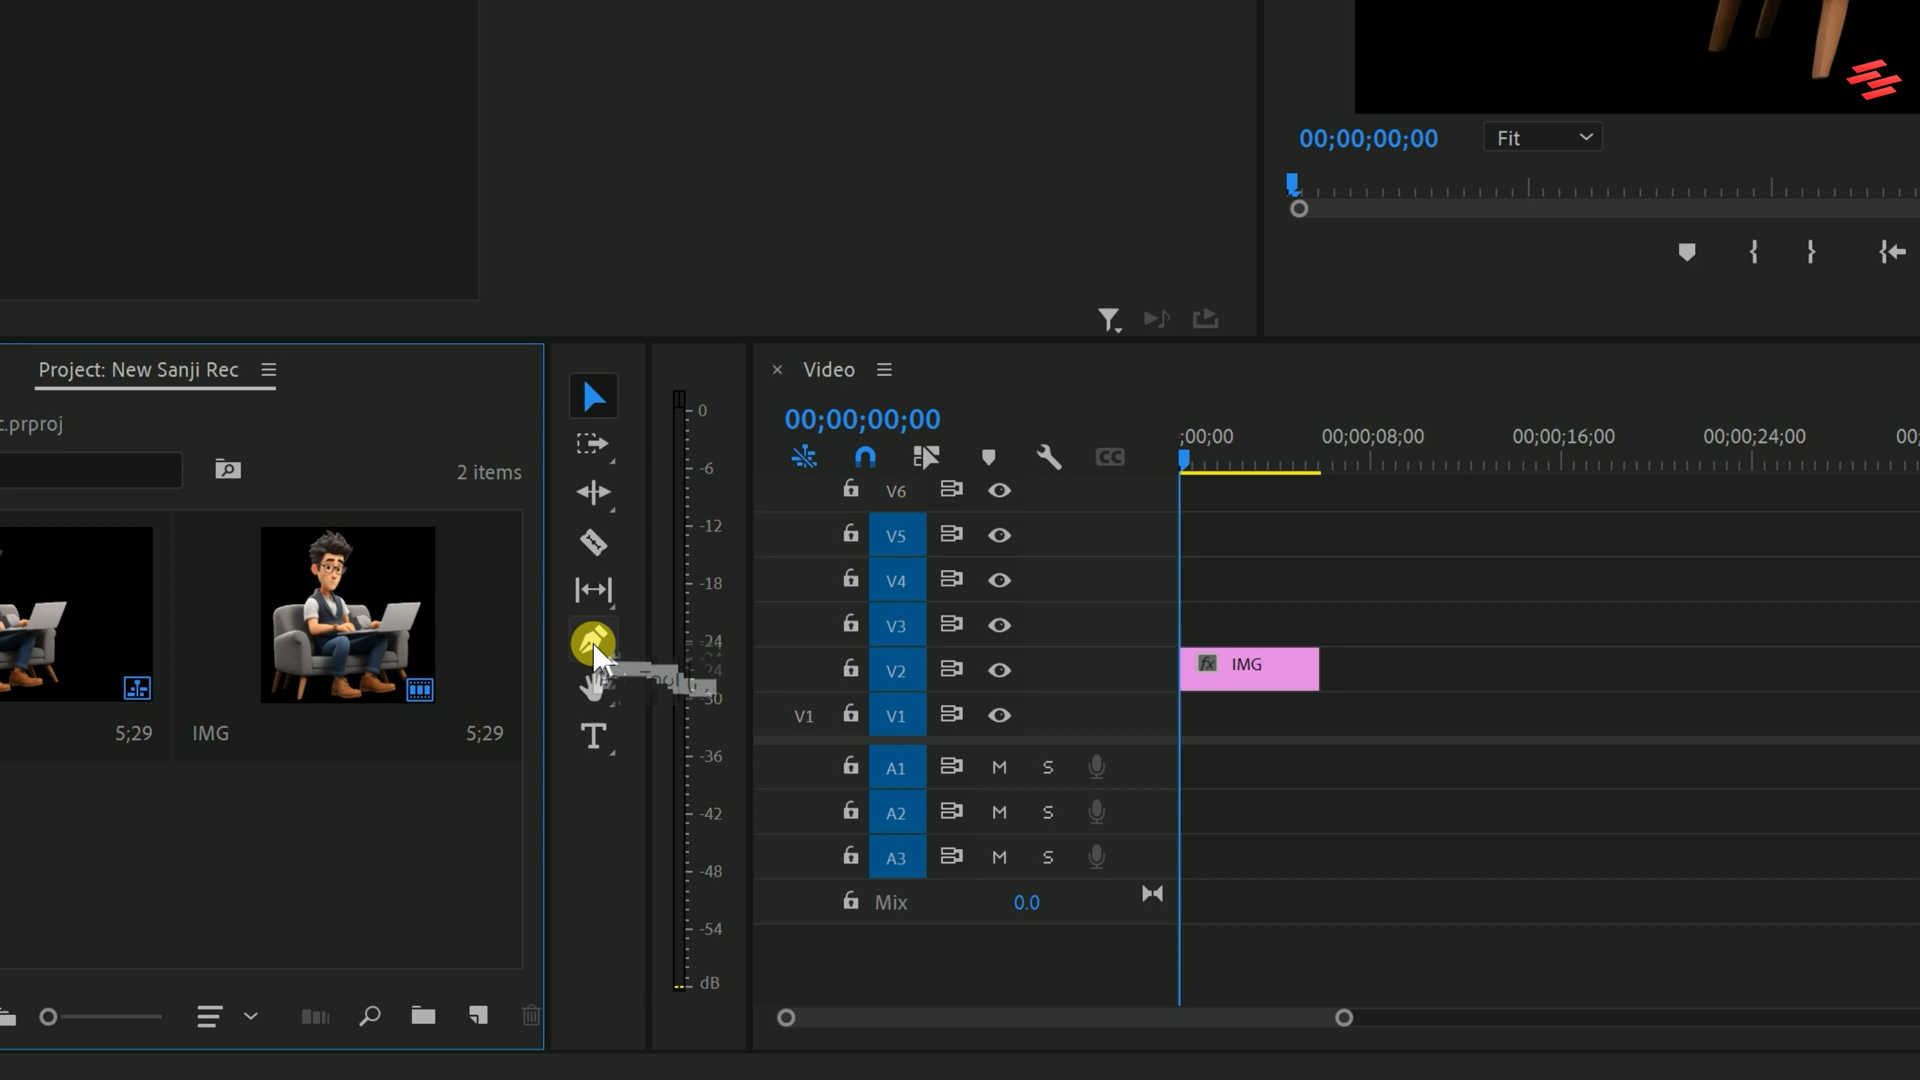 00;00;00;00
Fit
Project: New Sanji Rec
.prproj
2 items
5;29
IMG
5;29
0
-6
-12
-18
-24
-30
-36
-42
-48
-54
dB
Video
00;00;00;00
;00;00
00;00;08;00
00;00;16;00
00;00;24;00
00;
CC
V6
V5
V4
V3
V2
fx IMG
V1 V1
A1 M S
A2 M S
A3 M S
Mix 0.0
T